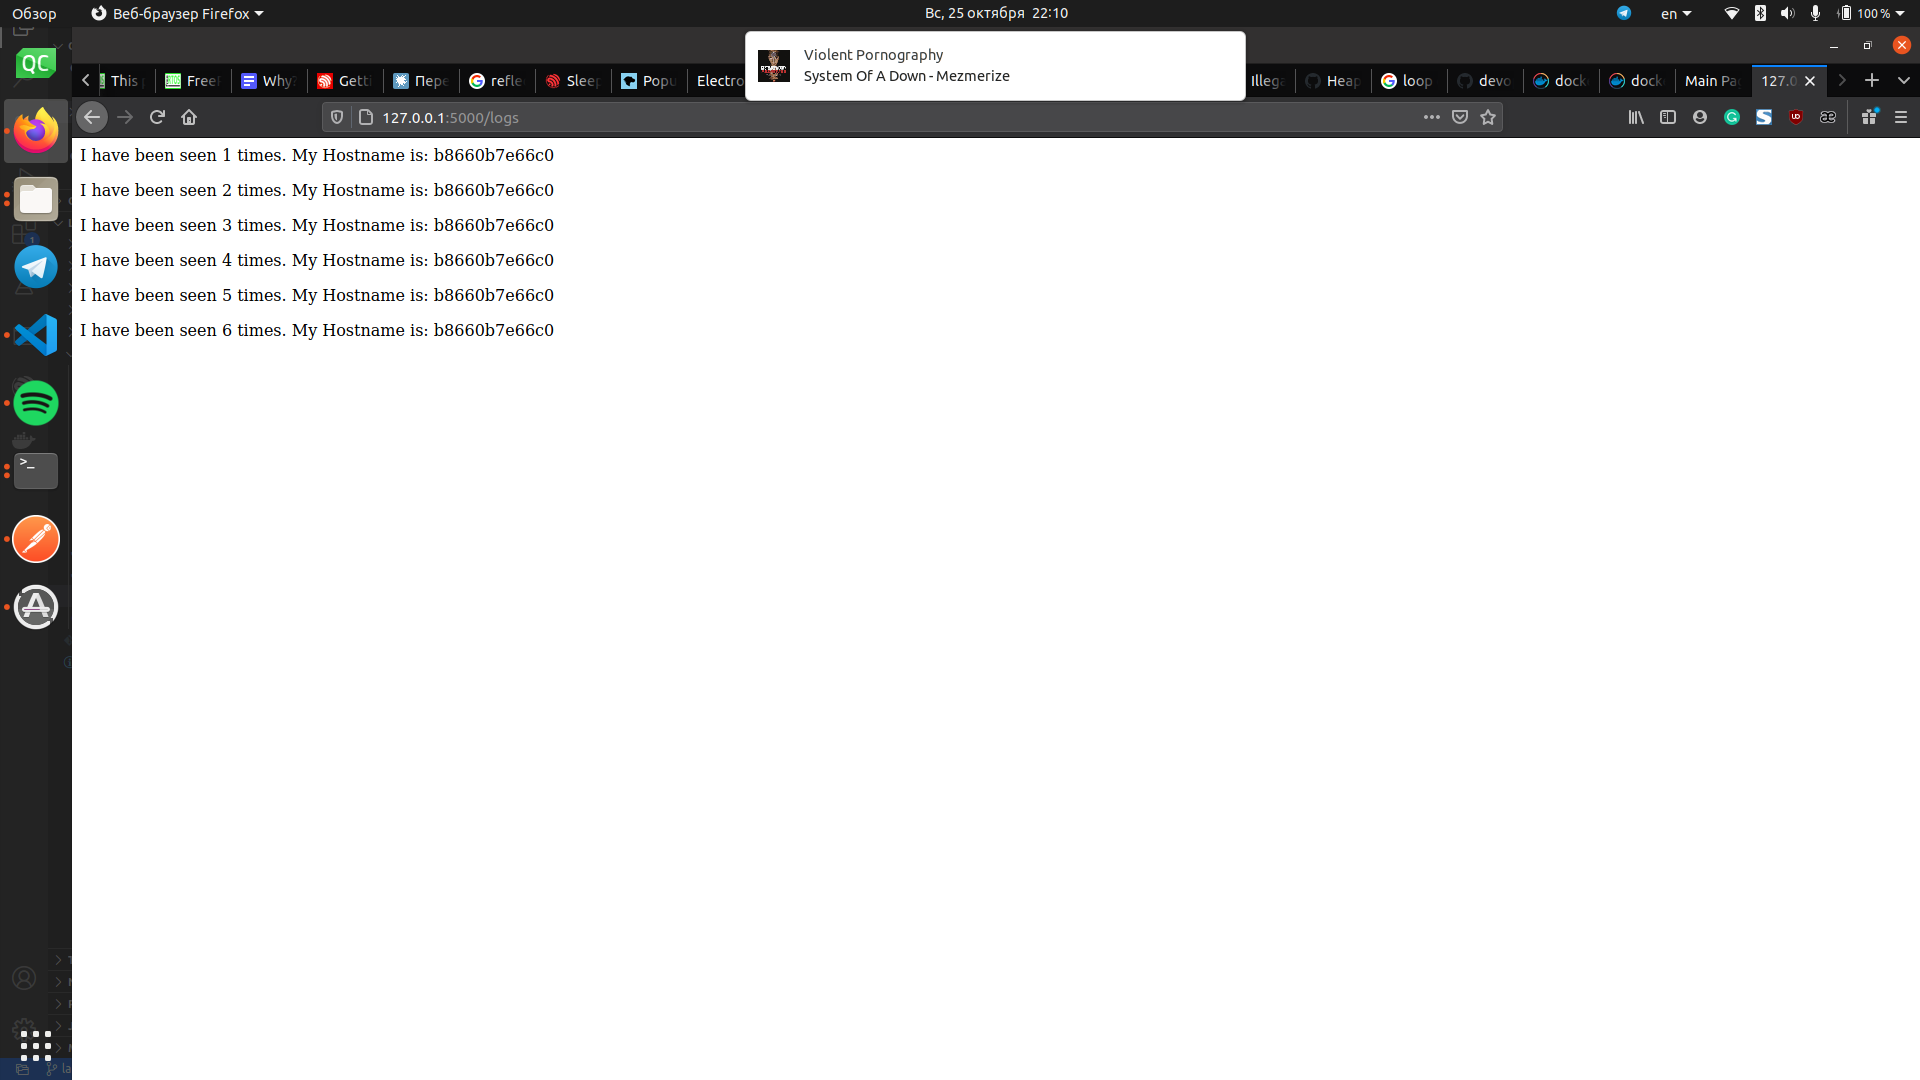 Обзор
Веб-браузер Firefox
Вс, 25 октября 22:10
en
100 %
QC
Violent Pornography
System Of A Down - Mezmerize
This
Free
Why?
Getti
Пере
refle
Sleep
Popu
Electro
Illega
Heap
loop
devo
dock
dock
Main Pa
127.0
127.0.0.1:5000/logs
I have been seen 1 times. My Hostname is: b8660b7e66c0
I have been seen 2 times. My Hostname is: b8660b7e66c0
I have been seen 3 times. My Hostname is: b8660b7e66c0
I have been seen 4 times. My Hostname is: b8660b7e66c0
I have been seen 5 times. My Hostname is: b8660b7e66c0
I have been seen 6 times. My Hostname is: b8660b7e66c0
la